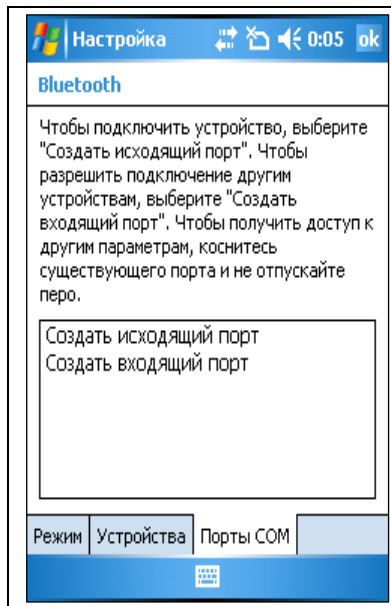 Настройка 0:05 ok
Bluetooth
Чтобы подключить устройство, выберите
"Создать исходящий порт". Чтобы
разрешить подключение другим
устройствам, выберите "Создать
входящий порт". Чтобы получить доступ к
другим параметрам, коснитесь
существующего порта и не отпускайте
перо.
Создать исходящий порт
Создать входящий порт
Режим Устройства Порты COM